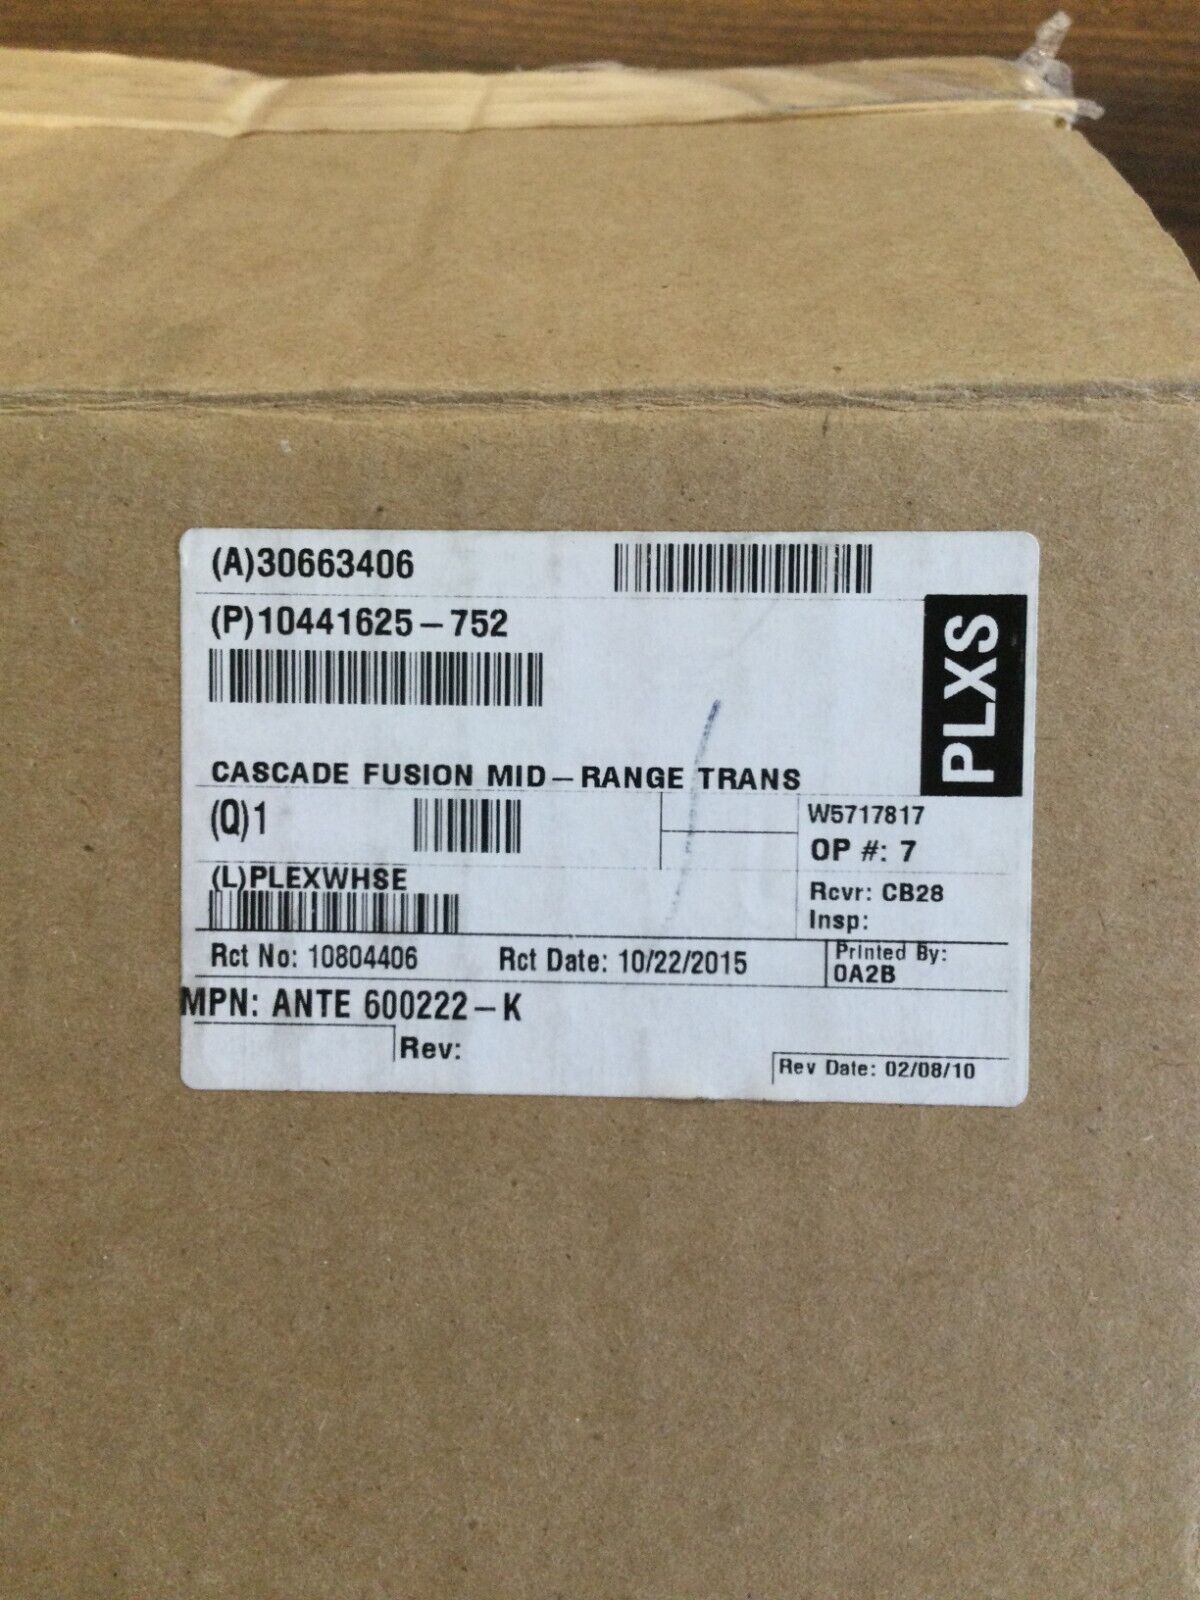 (A)30663406
(P)10441625-752
PLXS
CASCADE FUSION MID-RANGE TRANS
(Q)1
W5717817
OP #: 7
(L)PLEXWHSE
Rcvr: CB28
Insp:
Rct No: 10804406 Rct Date: 10/22/2015
Printed By:
0A2B
MPN: ANTE 600222-K
Rev:
Rev Date: 02/08/10